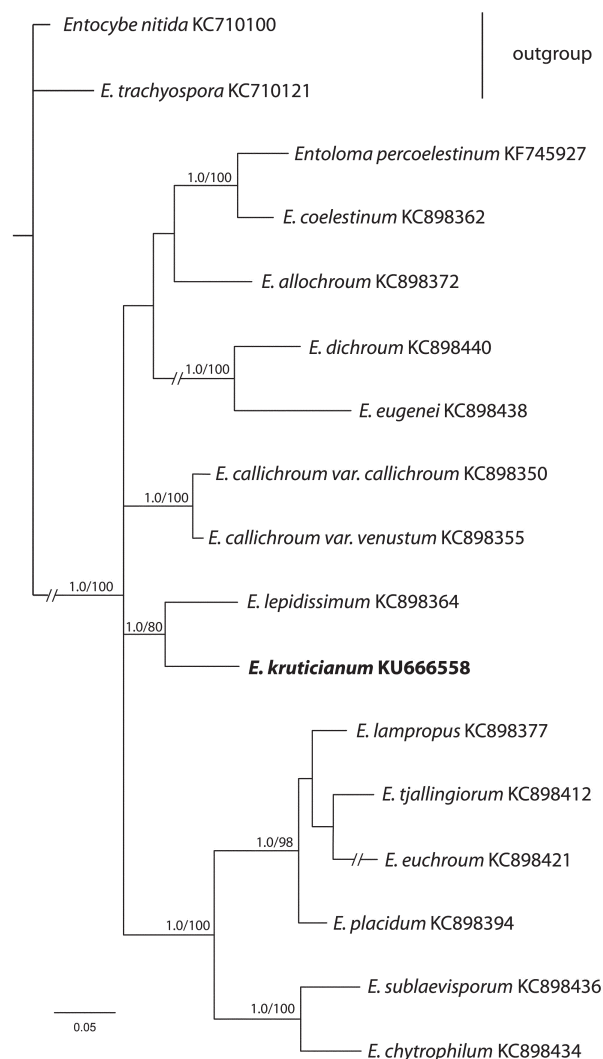 Entocybe nitida KC710100
outgroup
E. trachyospora KC710121
Entoloma percoelestinum KF745927
1.0/100
E. coelestinum KC898362
E. allochroum KC898372
E. dichroum KC898440
1.0/100
E. eugenei KC898438
E. callichroum var. callichroum KC898350
1.0/100
E. callichroum var. venustum KC898355
1.0/100
E. lepidissimum KC898364
1.0/80
E. kruticianum KU666558
E. lampropus KC898377
E. tjallingiorum KC898412
1.0/98
E. euchroum KC898421
E. placidum KC898394
1.0/100
E. sublaevisporum KC898436
1.0/100
0.05
E. chytrophilum KC898434